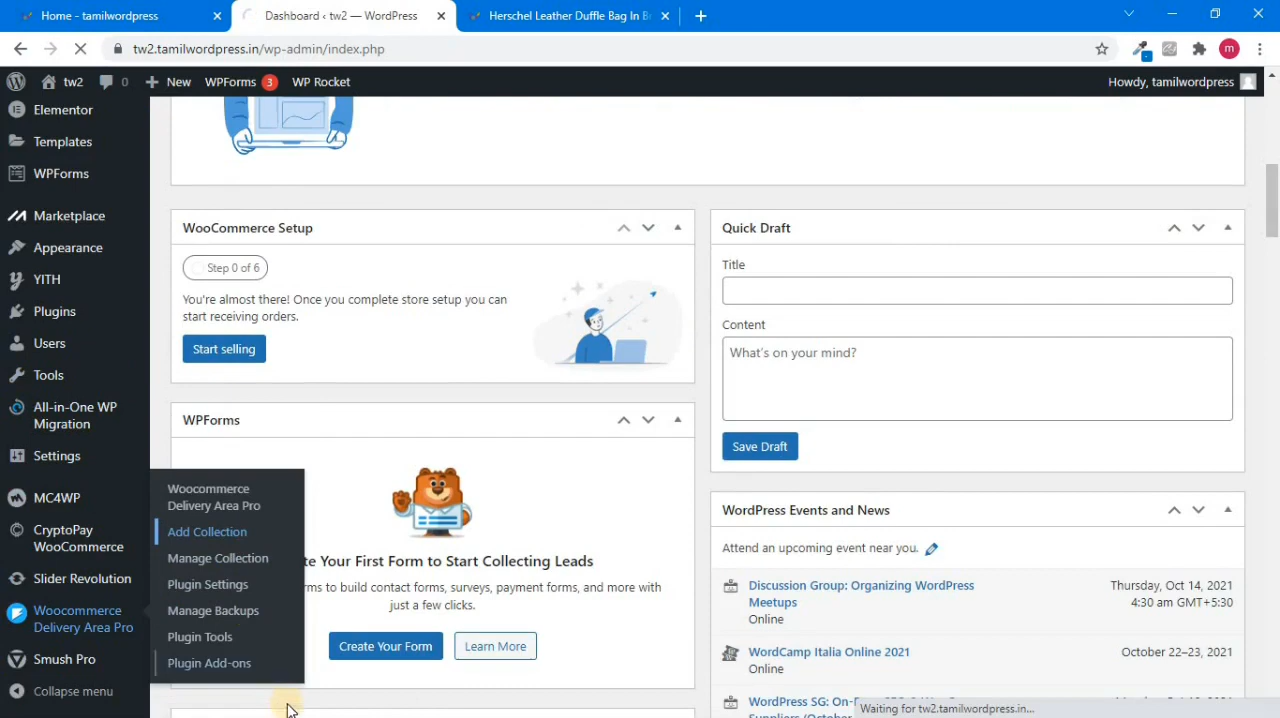 Home - tamilwordpress
Dashboard ‹ tw2 — WordPress
Herschel Leather Duffle Bag In Br
tw2.tamilwordpress.in/wp-admin/index.php
m
tw2
0
New
WPForms 3
WP Rocket
Howdy, tamilwordpress
Elementor
Templates
WPForms
Marketplace
Appearance
YITH
Plugins
Users
Tools
All-in-One WP
Migration
Settings
MC4WP
CryptoPay
WooCommerce
Slider Revolution
Woocommerce
Delivery Area Pro
Smush Pro
Collapse menu
Woocommerce
Delivery Area Pro
Add Collection
Manage Collection
Plugin Settings
Manage Backups
Plugin Tools
Plugin Add-ons
WooCommerce Setup
Step 0 of 6
You're almost there! Once you complete store setup you can
start receiving orders.
Start selling
WPForms
te Your First Form to Start Collecting Leads
rms to build contact forms, surveys, payment forms, and more with
just a few clicks.
Create Your Form
Learn More
Quick Draft
Title
Content
What's on your mind?
Save Draft
WordPress Events and News
Attend an upcoming event near you.
Discussion Group: Organizing WordPress
Meetups
Online
Thursday, Oct 14, 2021
4:30 am GMT+5:30
WordCamp Italia Online 2021
Online
October 22–23, 2021
WordPress SG: On-
Suppliers (October
Waiting for tw2.tamilwordpress.in...